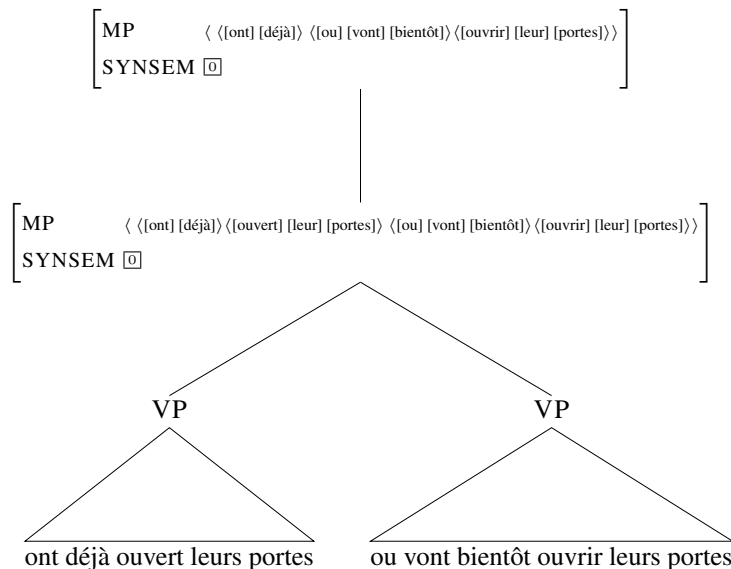 MP ⟨ ⟨[ont] [déjà]⟩ ⟨[ou] [vont] [bientôt]⟩⟨[ouvrir] [leur] [portes]⟩⟩
SYNSEM 0
MP ⟨ ⟨[ont] [déjà]⟩⟨[ouvert] [leur] [portes]⟩ ⟨[ou] [vont] [bientôt]⟩⟨[ouvrir] [leur] [portes]⟩⟩
SYNSEM 0
VP VP
ont déjà ouvert leurs portes ou vont bientôt ouvrir leurs portes